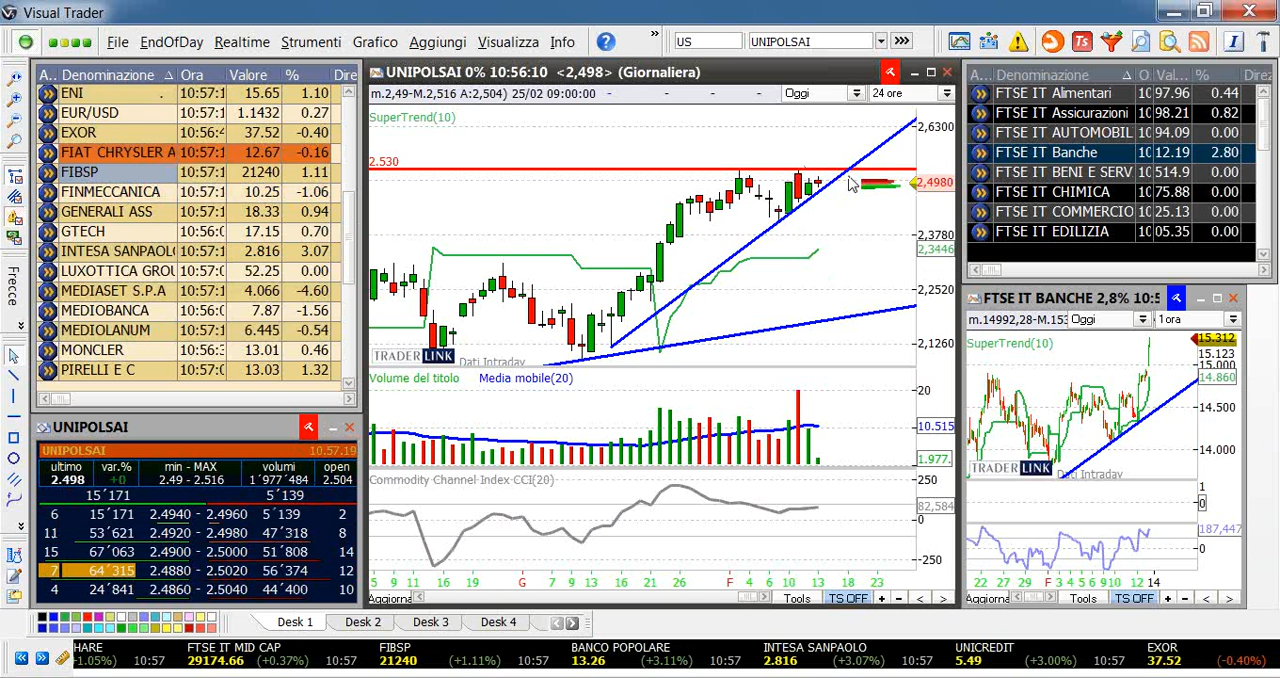 Visual Trader
File EndOfDay Realtime Strumenti Grafico Aggiungi Visualizza Info ? » US UNIPOLSAI
A.. Denominazione Ora Valore % Dire
ENI . 10:57:1 15.65 1.10
EUR/USD 10:57:1 1.1432 0.27
EXOR 10:56:4 37.52 -0.40
FIAT CHRYSLER A 10:57:1 12.67 -0.16
FIBSP 10:57:1 21240 1.11
FINMECCANICA 10:57:1 10.25 -1.06
GENERALI ASS 10:57:1 18.33 0.94
GTECH 10:56:0 17.15 0.70
INTESA SANPAOLO 10:57:1 2.816 3.07
LUXOTTICA GROU 10:57:1 52.25 0.00
MEDIASET S.P.A 10:57:1 4.066 -4.60
MEDIOBANCA 10:57:1 7.87 -1.56
MEDIOLANUM 10:57:1 6.445 -0.54
MONCLER 10:56:3 13.01 0.46
PIRELLI E C 10:57:0 13.03 1.32
Frecce
UNIPOLSAI
UNIPOLSAI 10.57.19
ultimo var.% min - MAX volumi open
2.498 +0 2.49 - 2.516 1´977´484 2.504
15´171 5´139
6 15´171 2.4940 - 2.4960 5´139 2
11 53´621 2.4920 - 2.4980 47´318 8
15 67´063 2.4900 - 2.5000 51´808 14
7 64´315 2.4880 - 2.5020 56´374 12
4 24´841 2.4860 - 2.5040 44´400 10
UNIPOLSAI 0% 10:56:10 <2,498> (Giornaliera)
m.2,49-M.2,516 A:2,504) 25/02 09:00:00 - - - Oggi 24 ore
SuperTrend(10)
2,6300
2.530
2,4980
2,3780
2,3446
2,2520
2,1260
TRADER LINK Dati Intraday
Volume del titolo Media mobile(20)
20
10.515
1.977.
Commodity Channel Index CCI(20)
250
82,584
0
-250
5 9 11 13 16 18 20 G 7 9 13 16 21 26 F 4 6 10 13 18 23
Aggiorna Tools TS OFF + - < >
A.. Denominazione Val.. % Direz
FTSE IT Alimentari 97.96 0.44
FTSE IT Assicurazioni 98.21 0.82
FTSE IT AUTOMOBIL 94.09 0.00
FTSE IT Banche 12.19 2.80
FTSE IT BENI E SERV 514.9 0.00
FTSE IT CHIMICA 75.88 0.00
FTSE IT COMMERCIO 25.13 0.00
FTSE IT EDILIZIA 05.35 0.00
FTSE IT BANCHE 2,8% 10:5
m.14992,28-M.153 Oggi 1 ora
SuperTrend(10)
15.312
15.123
15.000
14.860
14.500
14.000
TRADER LINK Dati Intraday
1
0
187,447
0
22 27 29 F 3 4 5 9 10 12 14
Aggiorna Tools TS OFF + - < >
Desk 1 Desk 2 Desk 3 Desk 4
HARE FTSE IT MID CAP FIBSP BANCO POPOLARE INTESA SANPAOLO UNICREDIT EXOR
+1.05%) 10:57 29174.66 (+0.37%) 10:57 21240 (+1.11%) 10:57 13.26 (+3.11%) 10:57 2.816 (+3.07%) 10:57 5.49 (+3.00%) 10:57 37.52 (-0.40%)